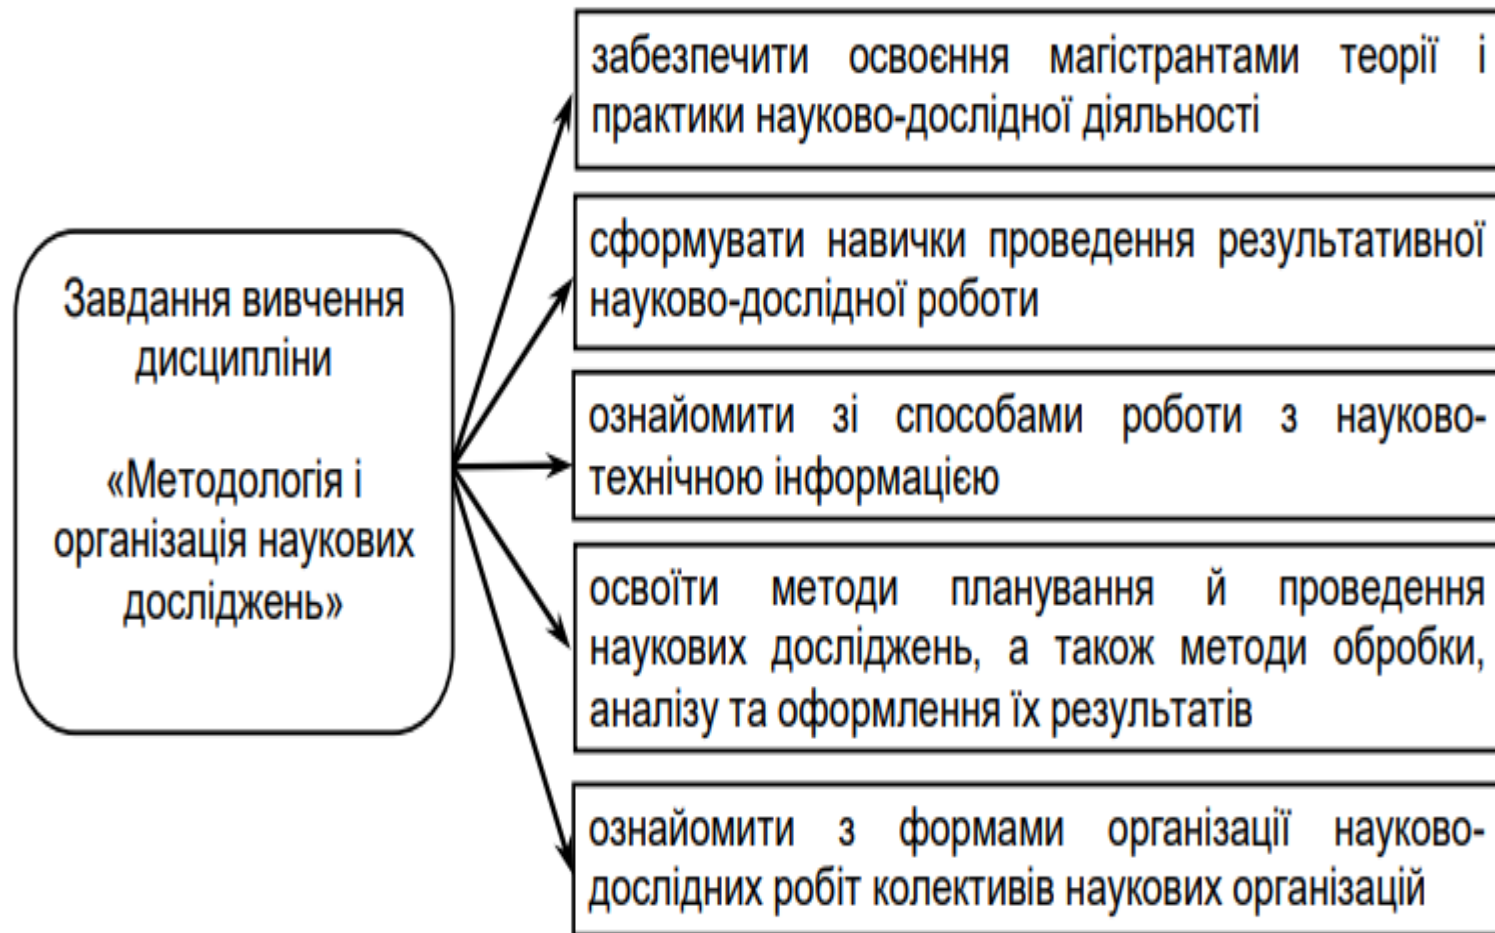 Завдання вивчення
дисципліни
«Методологія і
організація наукових
досліджень»
забезпечити освоєння магістрантами теорії і
практики науково-дослідної діяльності
сформувати навички проведення результативної
науково-дослідної роботи
ознайомити зі способами роботи з науково-
технічною інформацією
освоїти методи планування й проведення
наукових досліджень, а також методи обробки,
аналізу та оформлення їх результатів
ознайомити з формами організації науково-
дослідних робіт колективів наукових організацій